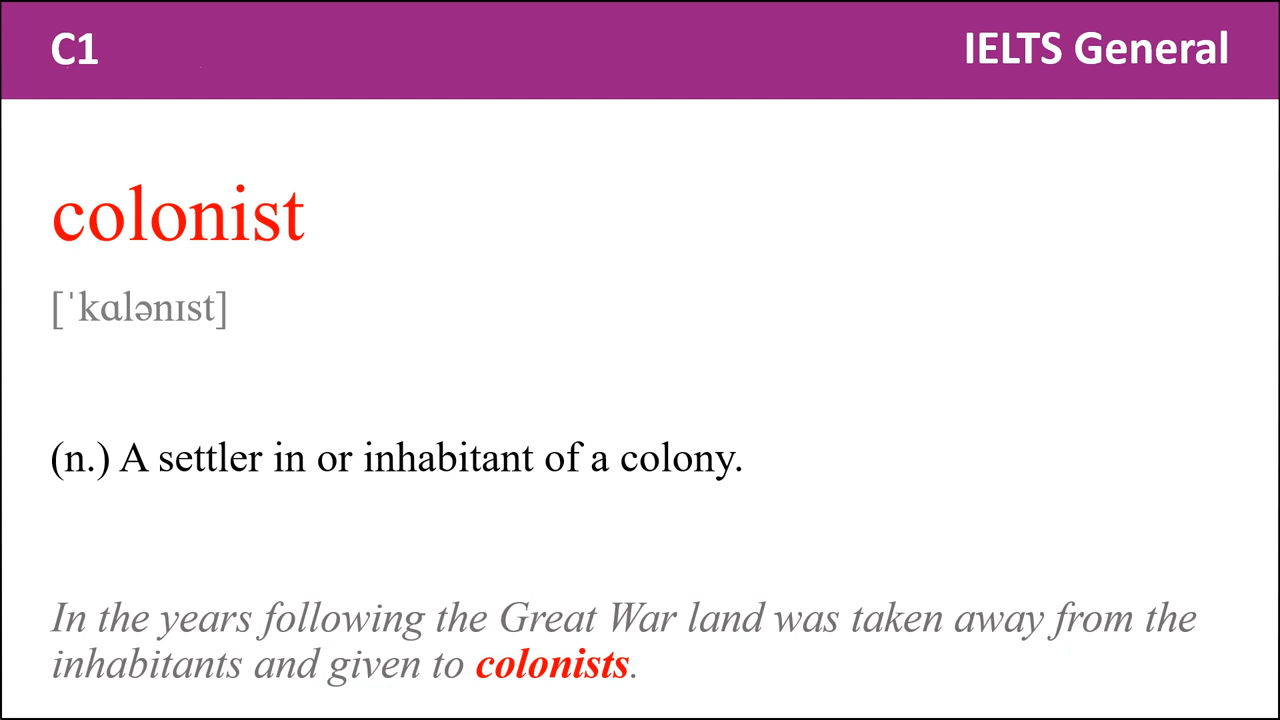 C1
IELTS General
colonist
[ˈkɑlənɪst]
(n.) A settler in or inhabitant of a colony.
In the years following the Great War land was taken away from the
inhabitants and given to colonists.